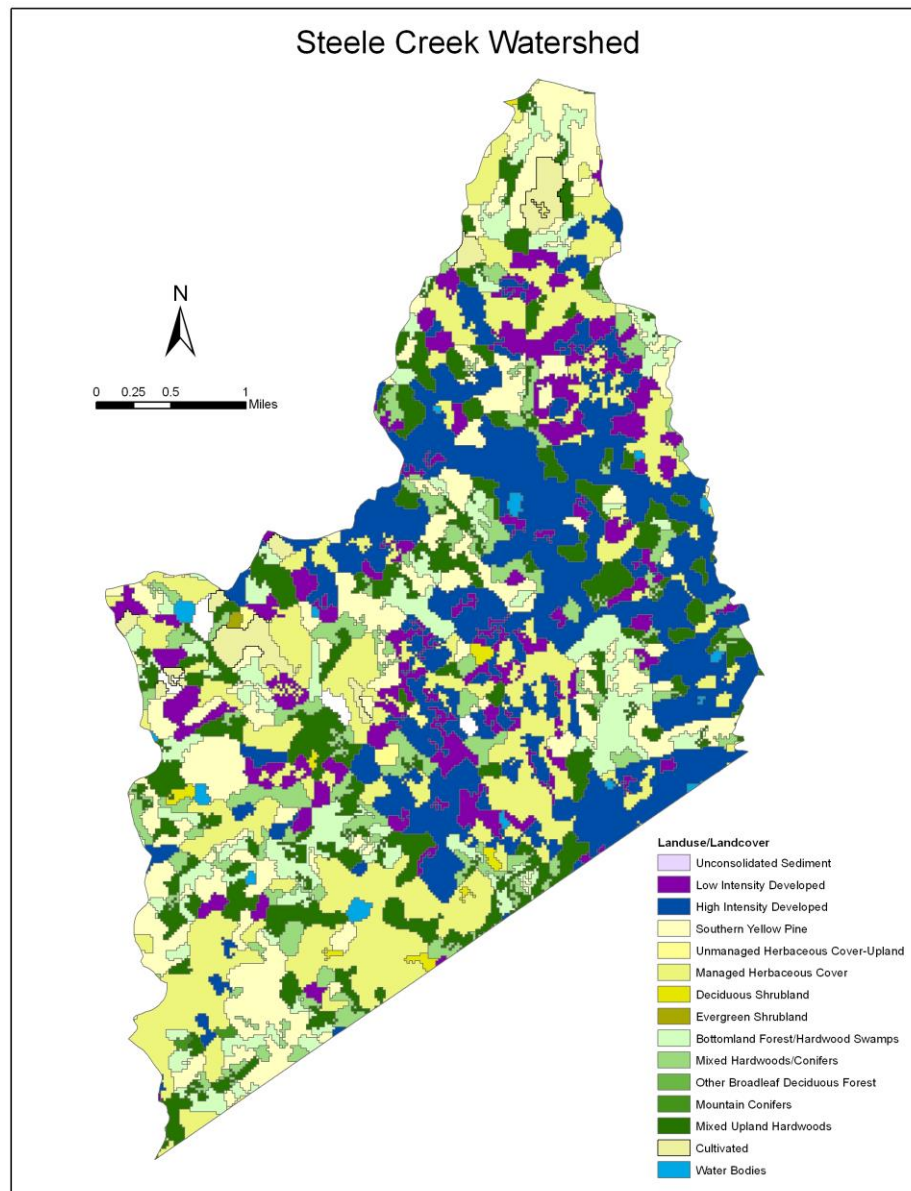 Steele Creek Watershed
N
0 0.25 0.5 1
Miles
Landuse/Landcover
Unconsolidated Sediment
Low Intensity Developed
High Intensity Developed
Southern Yellow Pine
Unmanaged Herbaceous Cover-Upland
Managed Herbaceous Cover
Deciduous Shrubland
Evergreen Shrubland
Bottomland Forest/Hardwood Swamps
Mixed Hardwoods/Conifers
Other Broadleaf Deciduous Forest
Mountain Conifers
Mixed Upland Hardwoods
Cultivated
Water Bodies